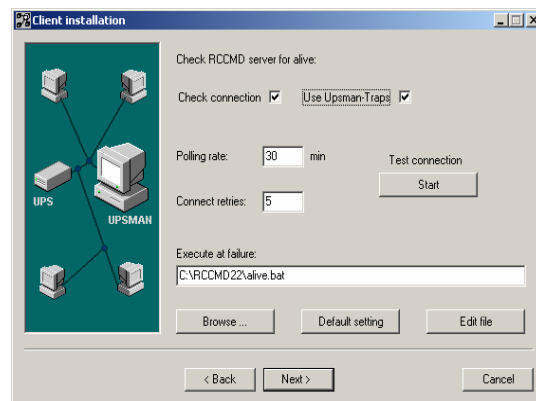 Client installation
Check RCCMD server for alive:
Check connection Use Upsman-Traps
Polling rate: 30 min Test connection
Start
Connect retries: 5
UPS
UPSMAN
Execute at failure:
C:\RCCMD22\alive.bat
Browse ... Default setting Edit file
< Back Next > Cancel